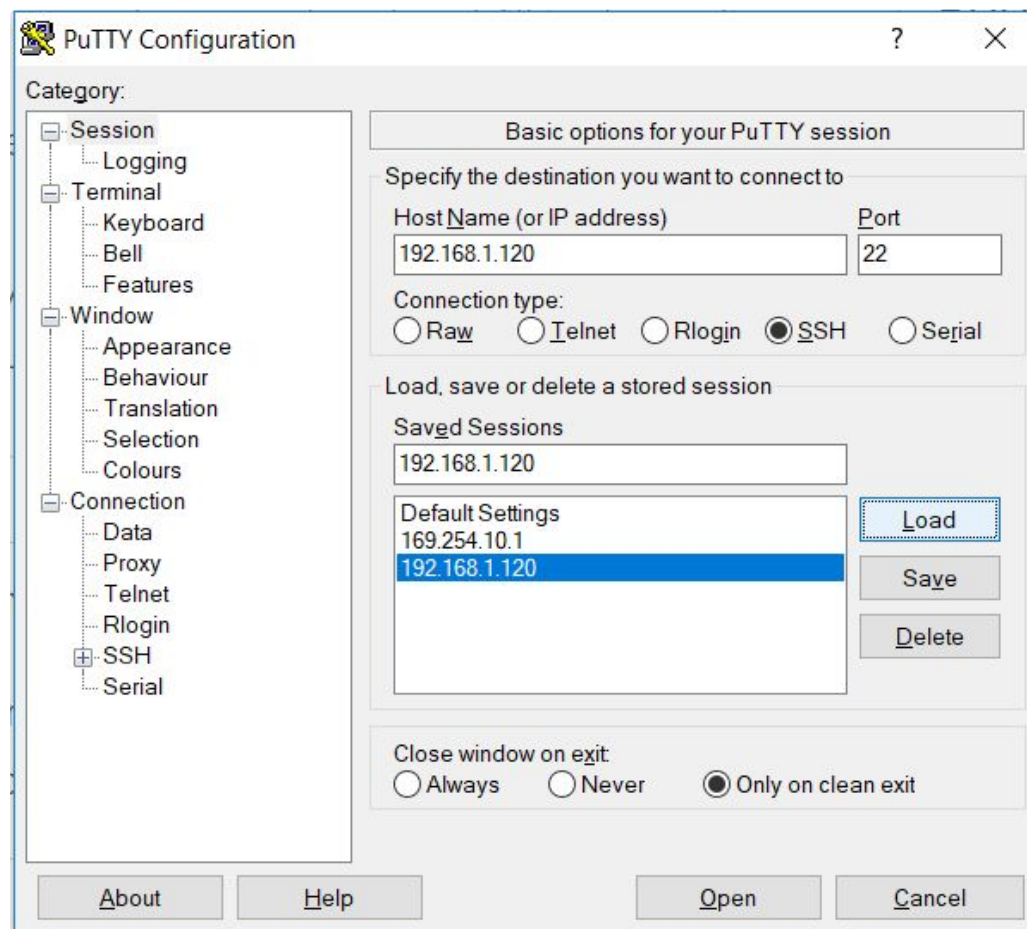 PuTTY Configuration
?
Category:
Session
Logging
Terminal
Keyboard
Bell
Features
Window
Appearance
Behaviour
Translation
Selection
Colours
Connection
Data
Proxy
Telnet
Rlogin
SSH
Serial
Basic options for your PuTTY session
Specify the destination you want to connect to
Host Name (or IP address) Port
192.168.1.120 22
Connection type:
Raw Telnet Rlogin SSH Serial
Load, save or delete a stored session
Saved Sessions
192.168.1.120
Default Settings
169.254.10.1
192.168.1.120
Load
Save
Delete
Close window on exit:
Always Never Only on clean exit
About Help Open Cancel